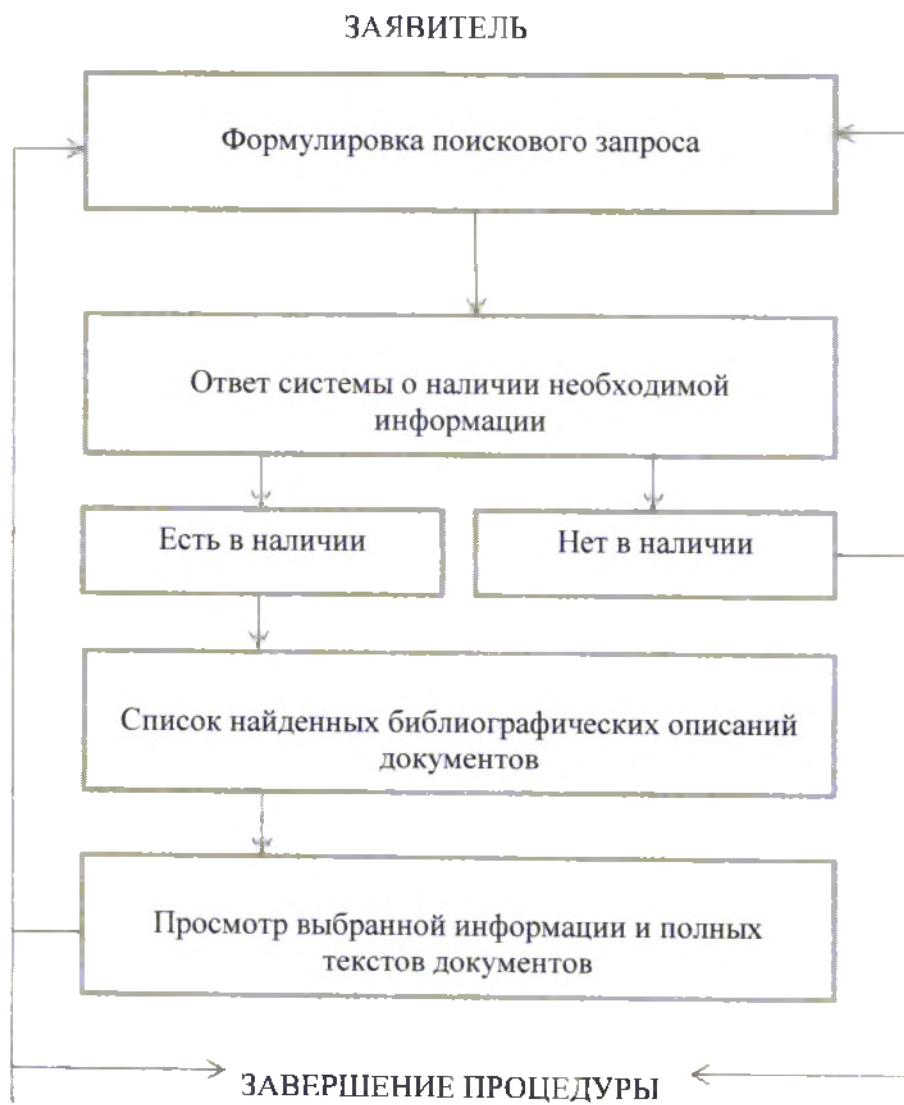 ЗАЯВИТЕЛЬ
Формулировка поискового запроса
Ответ системы о наличии необходимой
информации
Есть в наличии
Нет в наличии
Список найденных библиографических описаний
документов
Просмотр выбранной информации и полных
текстов документов
ЗАВЕРШЕНИЕ ПРОЦЕДУРЫ